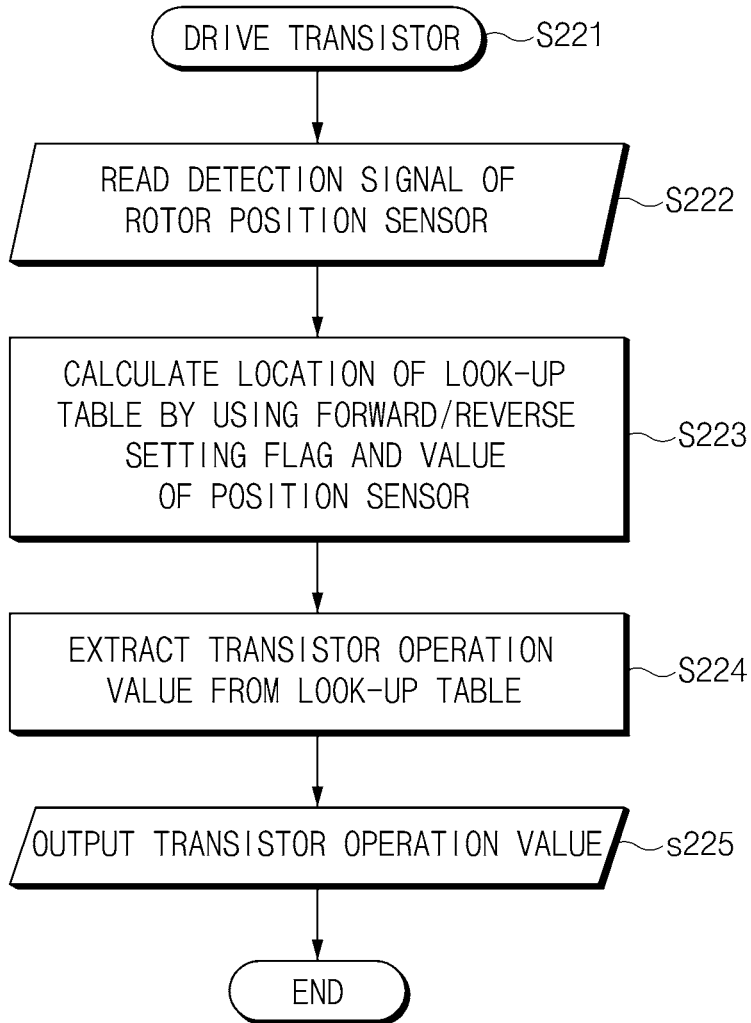 DRIVE TRANSISTOR
S221
READ DETECTION SIGNAL OF
ROTOR POSITION SENSOR
S222
CALCULATE LOCATION OF LOOK-UP
TABLE BY USING FORWARD/REVERSE
SETTING FLAG AND VALUE
OF POSITION SENSOR
S223
EXTRACT TRANSISTOR OPERATION
VALUE FROM LOOK-UP TABLE
S224
OUTPUT TRANSISTOR OPERATION VALUE
s225
END